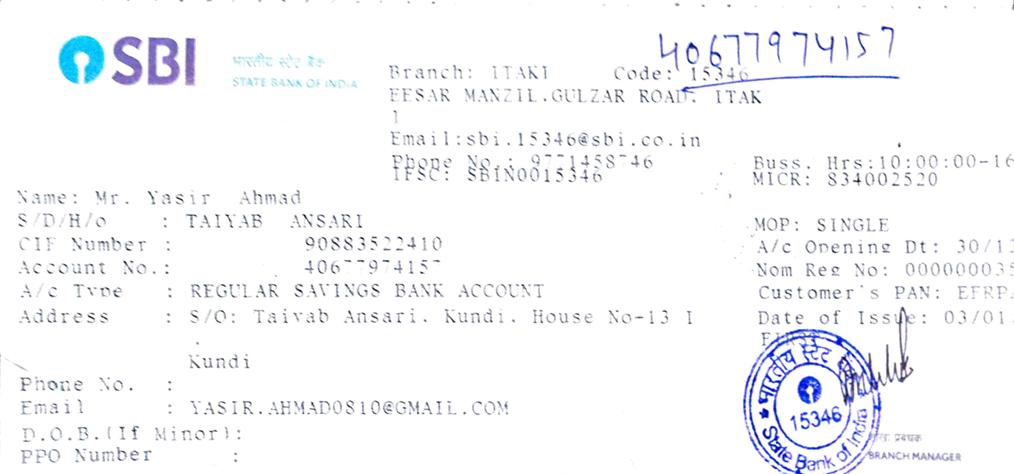 40677974157
SBI
भारतीय स्टेट बैंक
STATE BANK OF INDIA
Branch: ITAKI Code: 15346
EESAR MANZIL.GULZAR ROAD. ITAK
I
Email:sbi.15346@sbi.co.in
Phone No.: 9771458746 Buss. Hrs:10:00:00-16
IFSC: SBIN0015346 MICR: 834002520
Name: Mr. Yasir Ahmad
S/D/H/o : TAIYAB ANSARI MOP: SINGLE
CIF Number : 90883522410 A/c Opening Dt: 30/1
Account No.: 40677974157 Nom Reg No: 000000035
A/c Type : REGULAR SAVINGS BANK ACCOUNT Customer's PAN: EFRP
Address : S/O: Taiyab Ansari. Kundi. House No-13 I Date of Issue: 03/01
.
Kundi
Phone No. :
Email : YASIR.AHMAD0810@GMAIL.COM
D.O.B.(If Minor):
PPO Number :
भारतीय स्टेट बैंक
15346
State Bank of India
BRANCH MANAGER